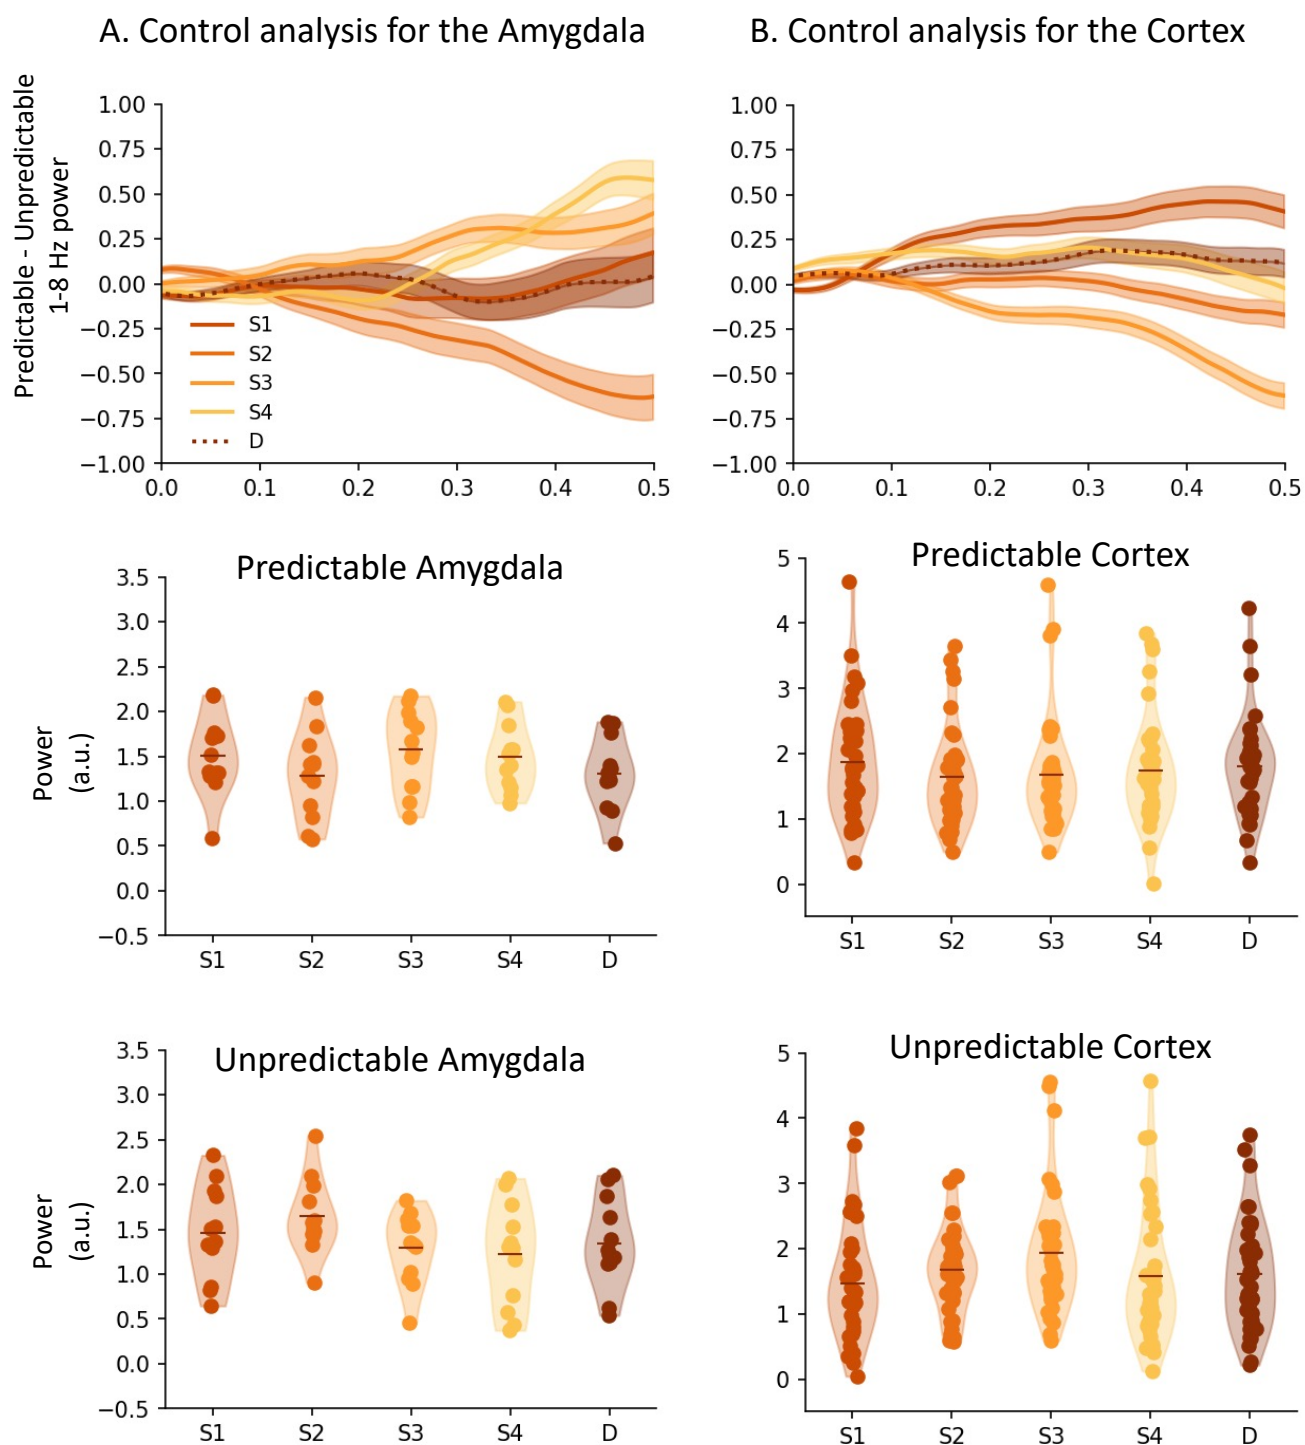 A. Control analysis for the Amygdala
B. Control analysis for the Cortex
Predictable - Unpredictable
1-8 Hz power
1.00
0.75
0.50
0.25
0.00
−0.25
−0.50
−0.75
−1.00
S1
S2
S3
S4
D
0.0 0.1 0.2 0.3 0.4 0.5
1.00
0.75
0.50
0.25
0.00
−0.25
−0.50
−0.75
−1.00
0.0 0.1 0.2 0.3 0.4 0.5
Predictable Amygdala
Power
(a.u.)
3.5
3.0
2.5
2.0
1.5
1.0
0.5
0.0
−0.5
S1 S2 S3 S4 D
Predictable Cortex
5
4
3
2
1
0
S1 S2 S3 S4 D
Unpredictable Amygdala
Power
(a.u.)
3.5
3.0
2.5
2.0
1.5
1.0
0.5
0.0
−0.5
S1 S2 S3 S4 D
Unpredictable Cortex
5
4
3
2
1
0
S1 S2 S3 S4 D